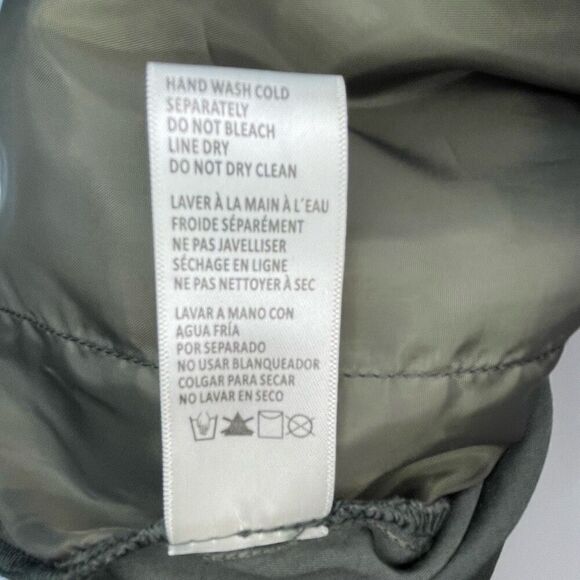 HAND WASH COLD
SEPARATELY
DO NOT BLEACH
LINE DRY
DO NOT DRY CLEAN
LAVER À LA MAIN À L'EAU
FROIDE SÉPARÉMENT
NE PAS JAVELLISER
SÉCHAGE EN LIGNE
NE PAS NETTOYER À SEC
LAVAR A MANO CON
AGUA FRÍA
POR SEPARADO
NO USAR BLANQUEADOR
COLGAR PARA SECAR
NO LAVAR EN SECO